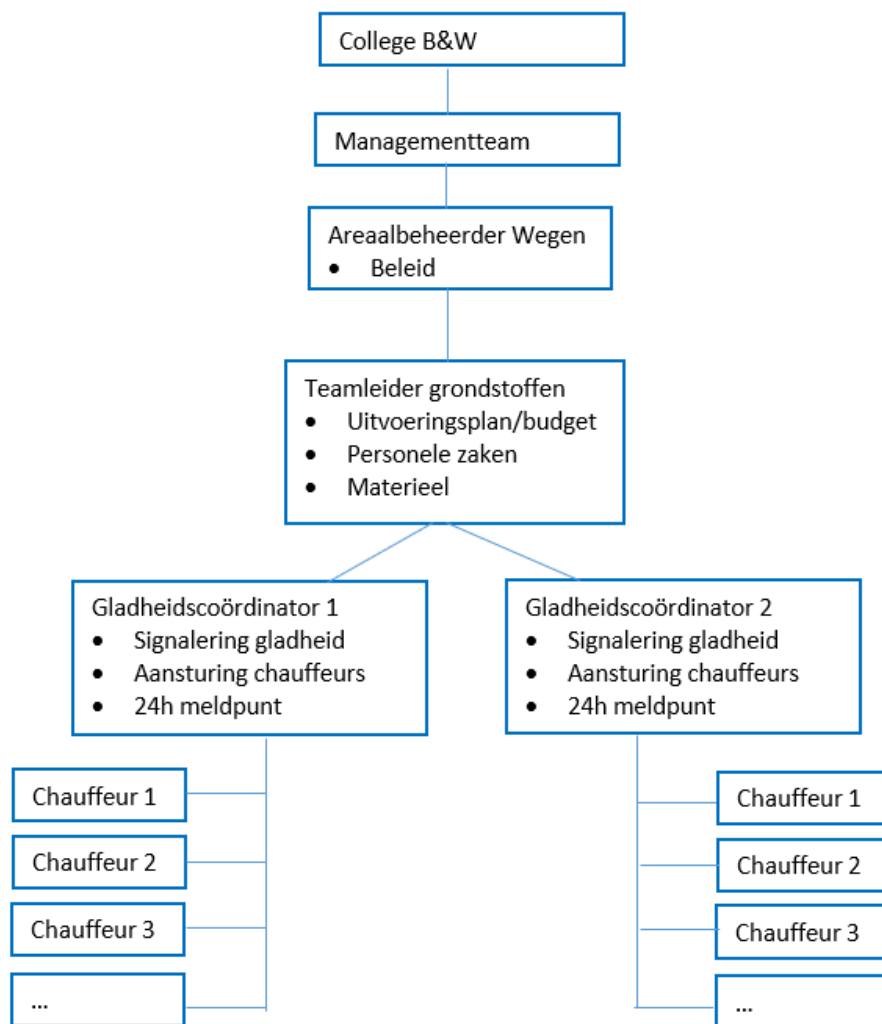 College B&W
Managementteam
Areaalbeheerder Wegen
• Beleid
Teamleider grondstoffen
• Uitvoeringsplan/budget
• Personele zaken
• Materieel
Gladheidscoördinator 1
• Signalering gladheid
• Aansturing chauffeurs
• 24h meldpunt
Gladheidscoördinator 2
• Signalering gladheid
• Aansturing chauffeurs
• 24h meldpunt
Chauffeur 1
Chauffeur 2
Chauffeur 3
...
Chauffeur 1
Chauffeur 2
Chauffeur 3
...